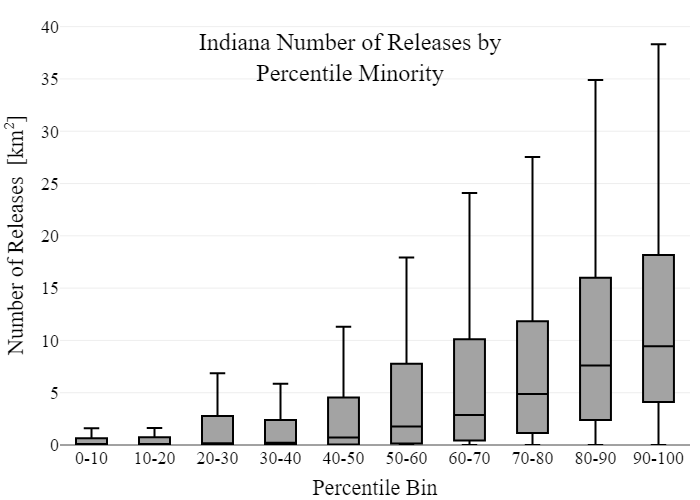 Indiana Number of Releases by
Percentile Minority
Number of Releases [km²]
40
35
30
25
20
15
10
5
0
0-10 10-20 20-30 30-40 40-50 50-60 60-70 70-80 80-90 90-100
Percentile Bin